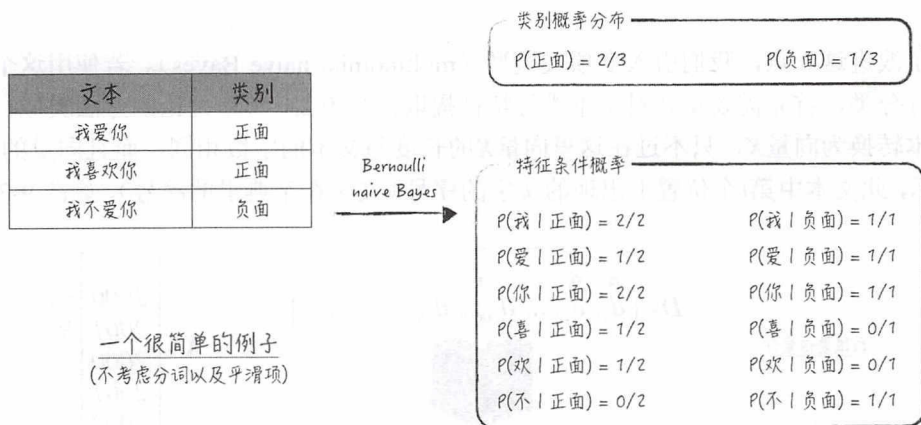 类别概率分布
P(正面) = 2/3 P(负面) = 1/3
文本 类别
我爱你 正面
我喜欢你 正面
我不爱你 负面
Bernoulli
naive Bayes
特征条件概率
P(我 | 正面) = 2/2 P(我 | 负面) = 1/1
P(爱 | 正面) = 1/2 P(爱 | 负面) = 1/1
P(你 | 正面) = 2/2 P(你 | 负面) = 1/1
P(喜 | 正面) = 1/2 P(喜 | 负面) = 0/1
P(欢 | 正面) = 1/2 P(欢 | 负面) = 0/1
P(不 | 正面) = 0/2 P(不 | 负面) = 1/1
一个很简单的例子
(不考虑分词以及平滑项)